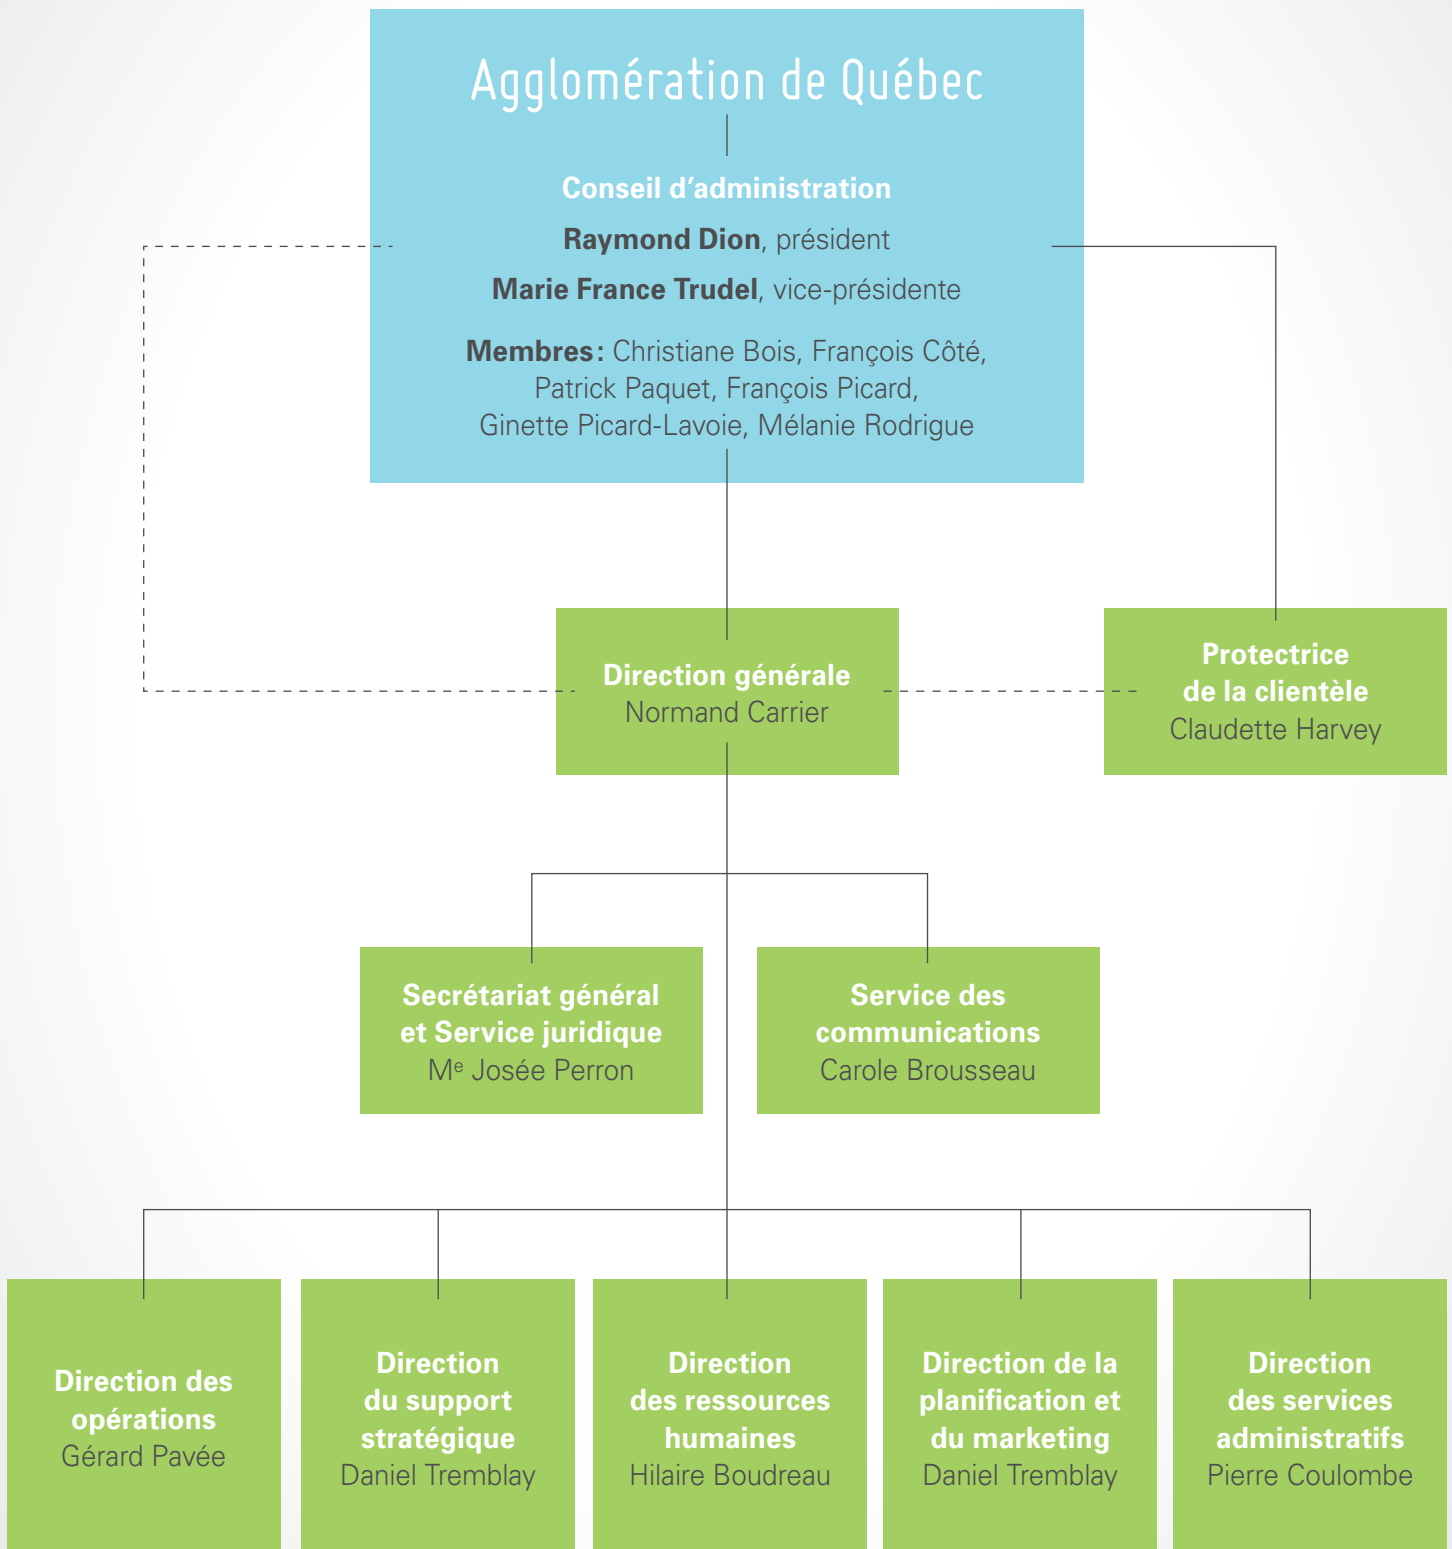 Agglomération de Québec
Conseil d’administration
Raymond Dion, président
Marie France Trudel, vice-présidente
Membres : Christiane Bois, François Côté,
Patrick Paquet, François Picard,
Ginette Picard-Lavoie, Mélanie Rodrigue
Direction générale
Normand Carrier
Protectrice
de la clientèle
Claudette Harvey
Secrétariat général
et Service juridique
Me Josée Perron
Service des
communications
Carole Brousseau
Direction des
opérations
Gérard Pavée
Direction
du support
stratégique
Daniel Tremblay
Direction
des ressources
humaines
Hilaire Boudreau
Direction de la
planification et
du marketing
Daniel Tremblay
Direction
des services
administratifs
Pierre Coulombe